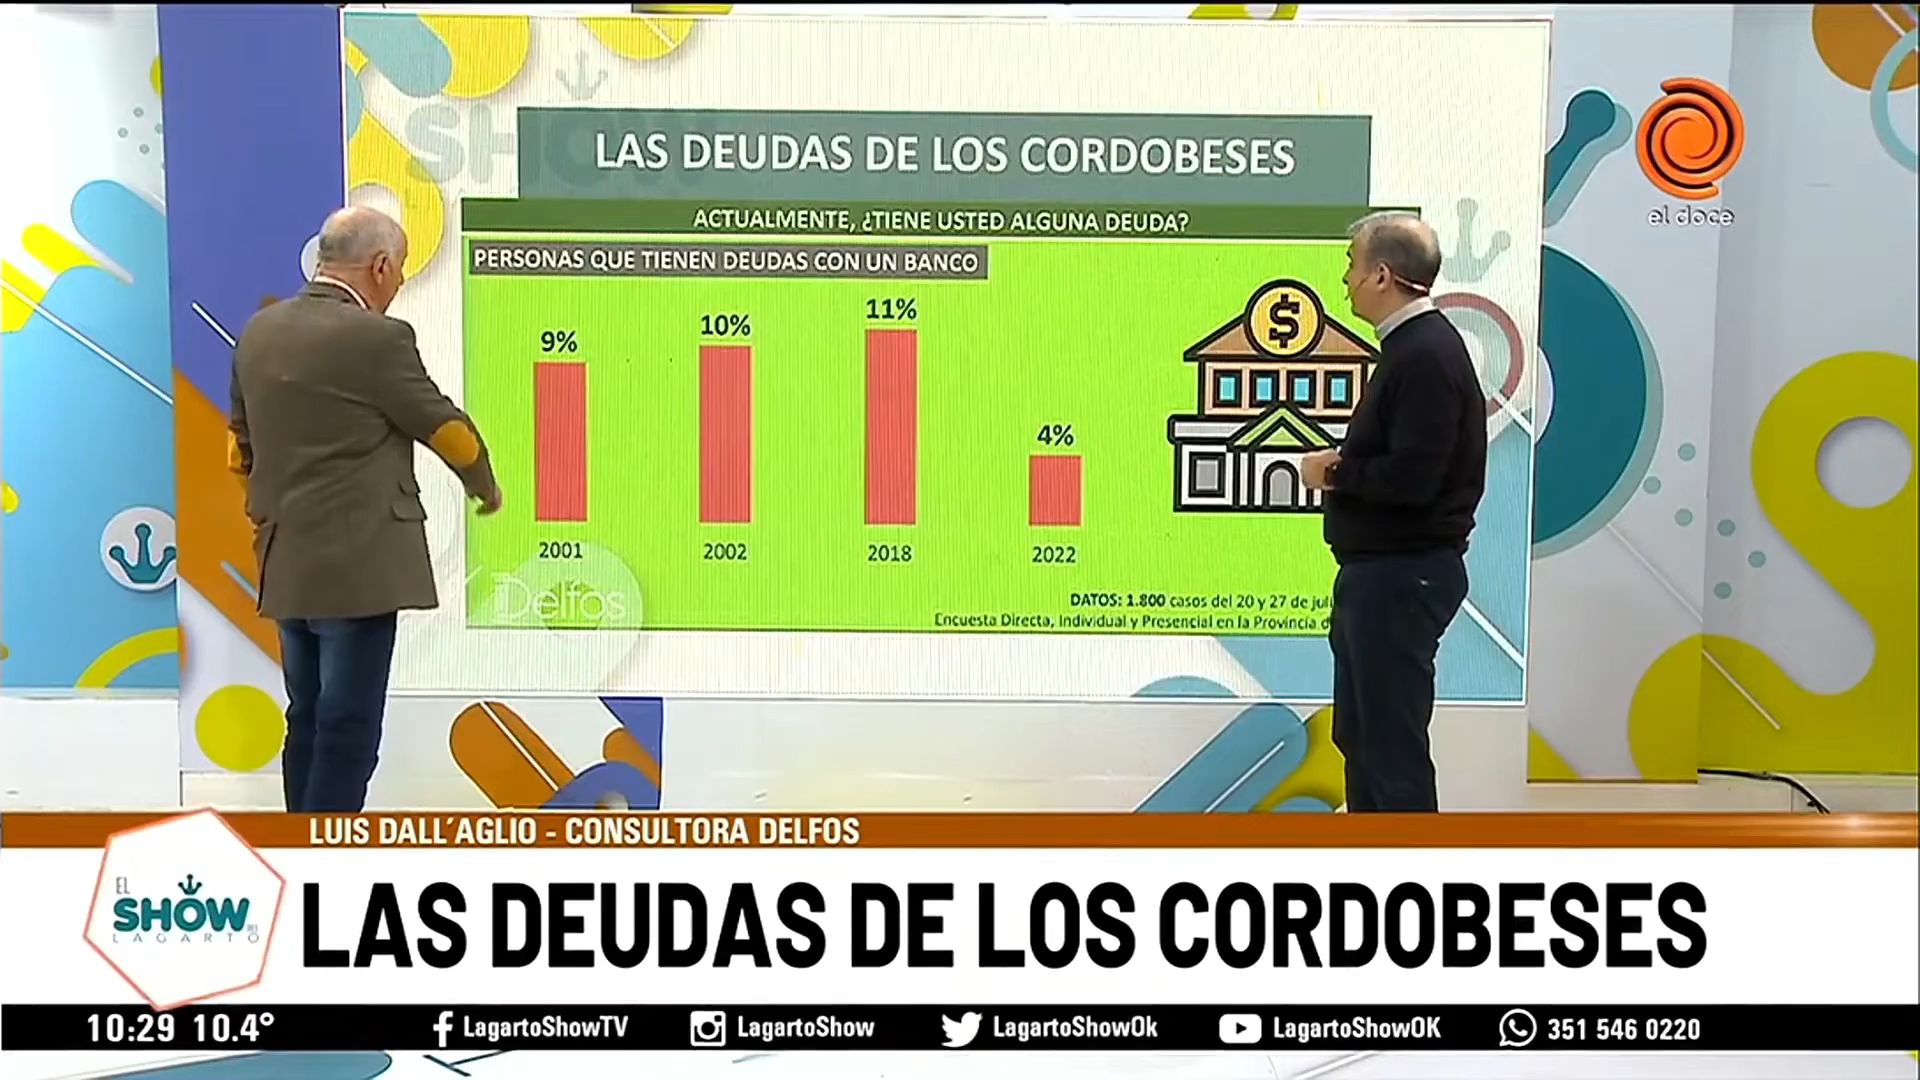 SHOW
LAS DEUDAS DE LOS CORDOBESES
ACTUALMENTE, ¿TIENE USTED ALGUNA DEUDA?
PERSONAS QUE TIENEN DEUDAS CON UN BANCO
9%
10%
11%
4%
$
2001
2002
2018
2022
Delfos
DATOS: 1.800 casos del 20 y 27 de
Encuesta Directa, Individual y Presencial en la Provincia
el doce
LUIS DALL´AGLIO - CONSULTORA DELFOS
EL
SHOW
DEL
LAGARTO
LAS DEUDAS DE LOS CORDOBESES
10:29 10.4°
LagartoShowTV
LagartoShow
LagartoShowOk
LagartoShowOK
351 546 0220